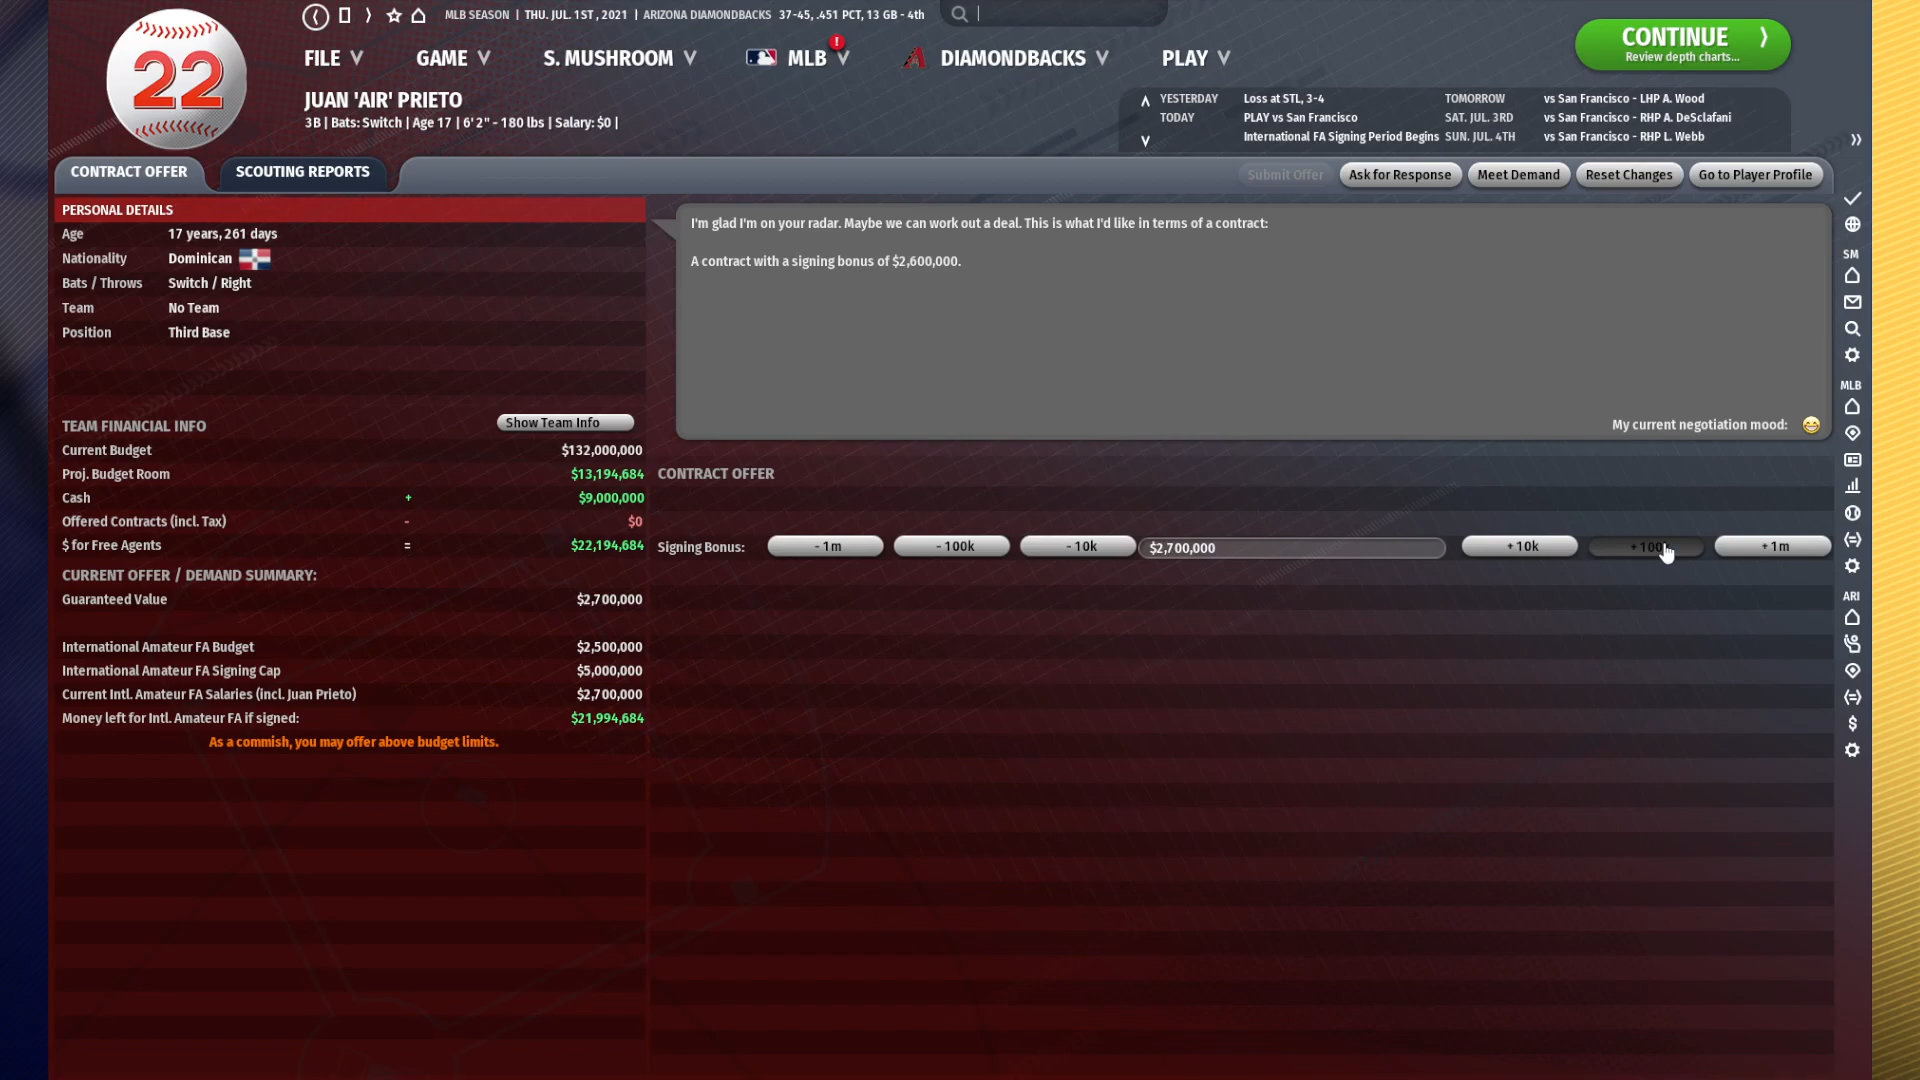 MLB SEASON | THU. JUL. 1ST , 2021 | ARIZONA DIAMONDBACKS 37-45, .451 PCT, 13 GB - 4th
22
FILE
GAME
S. MUSHROOM
MLB
!
DIAMONDBACKS
PLAY
CONTINUE
Review depth charts...
JUAN 'AIR' PRIETO
3B | Bats: Switch | Age 17 | 6' 2" - 180 lbs | Salary: $0 |
YESTERDAY Loss at STL, 3-4
TODAY PLAY vs San Francisco
International FA Signing Period Begins
TOMORROW vs San Francisco - LHP A. Wood
SAT. JUL. 3RD vs San Francisco - RHP A. DeSclafani
SUN. JUL. 4TH vs San Francisco - RHP L. Webb
CONTRACT OFFER
SCOUTING REPORTS
Submit Offer
Ask for Response
Meet Demand
Reset Changes
Go to Player Profile
PERSONAL DETAILS
Age 17 years, 261 days
Nationality Dominican
Bats / Throws Switch / Right
Team No Team
Position Third Base
TEAM FINANCIAL INFO
Show Team Info
Current Budget $132,000,000
Proj. Budget Room $13,194,684
Cash + $9,000,000
Offered Contracts (incl. Tax) - $0
$ for Free Agents = $22,194,684
CURRENT OFFER / DEMAND SUMMARY:
Guaranteed Value $2,700,000
International Amateur FA Budget $2,500,000
International Amateur FA Signing Cap $5,000,000
Current Intl. Amateur FA Salaries (incl. Juan Prieto) $2,700,000
Money left for Intl. Amateur FA if signed: $21,994,684
As a commish, you may offer above budget limits.
I'm glad I'm on your radar. Maybe we can work out a deal. This is what I'd like in terms of a contract:
A contract with a signing bonus of $2,600,000.
My current negotiation mood:
CONTRACT OFFER
Signing Bonus: - 1m - 100k - 10k $2,700,000 + 10k + 1m
SM
MLB
ARI